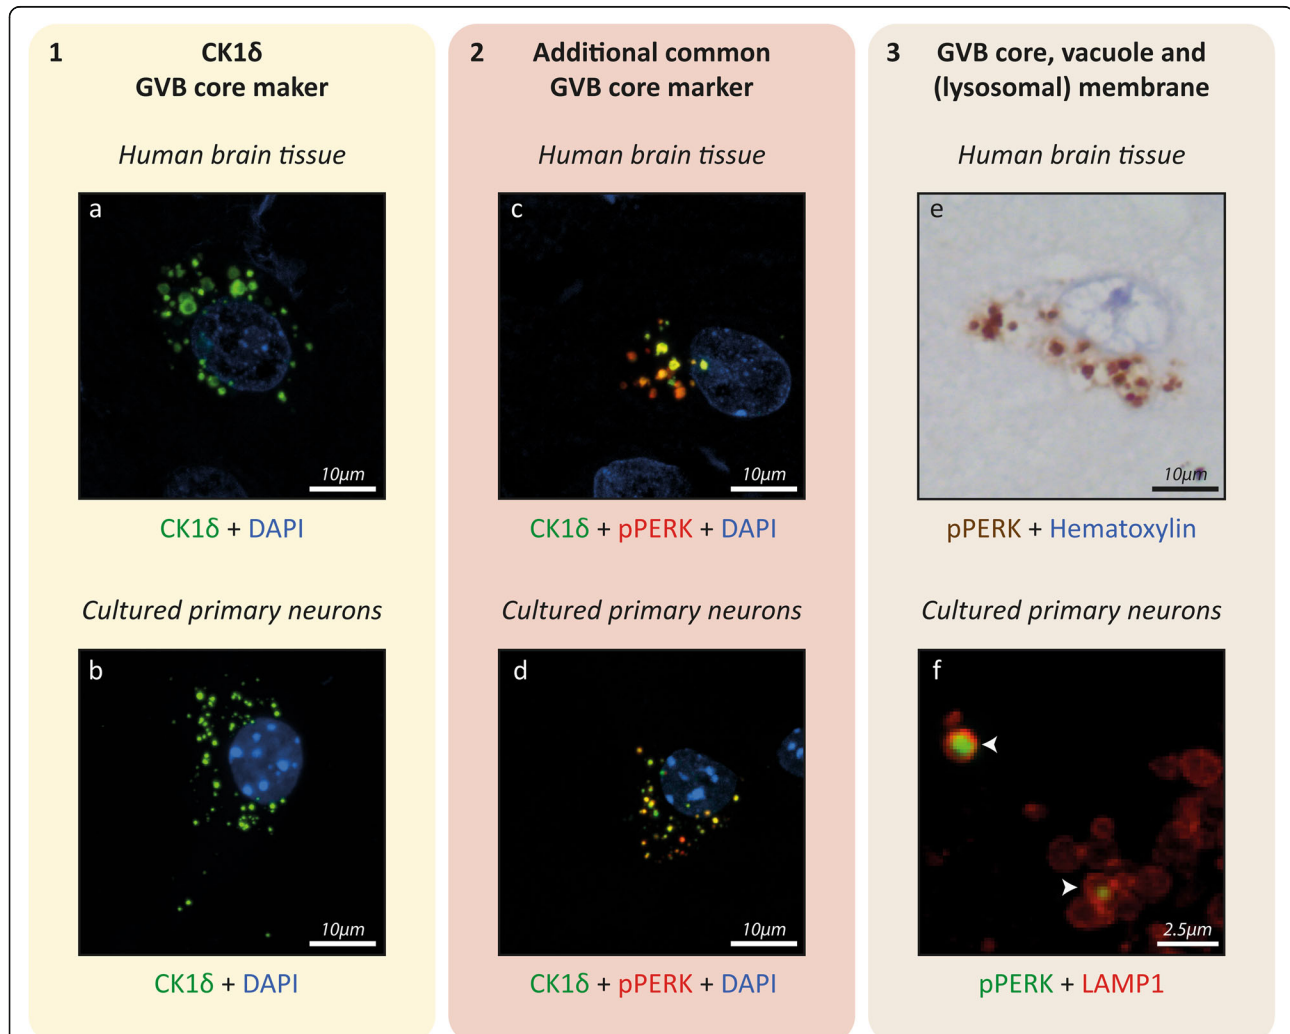 1
CK1δ
GVB core maker
Human brain tissue
a
10µm
CK1δ + DAPI
Cultured primary neurons
b
10µm
CK1δ + DAPI
2
Additional common
GVB core marker
Human brain tissue
c
10µm
CK1δ + pPERK + DAPI
Cultured primary neurons
d
10µm
CK1δ + pPERK + DAPI
3
GVB core, vacuole and
(lysosomal) membrane
Human brain tissue
e
10µm
pPERK + Hematoxylin
Cultured primary neurons
f
2.5µm
pPERK + LAMP1